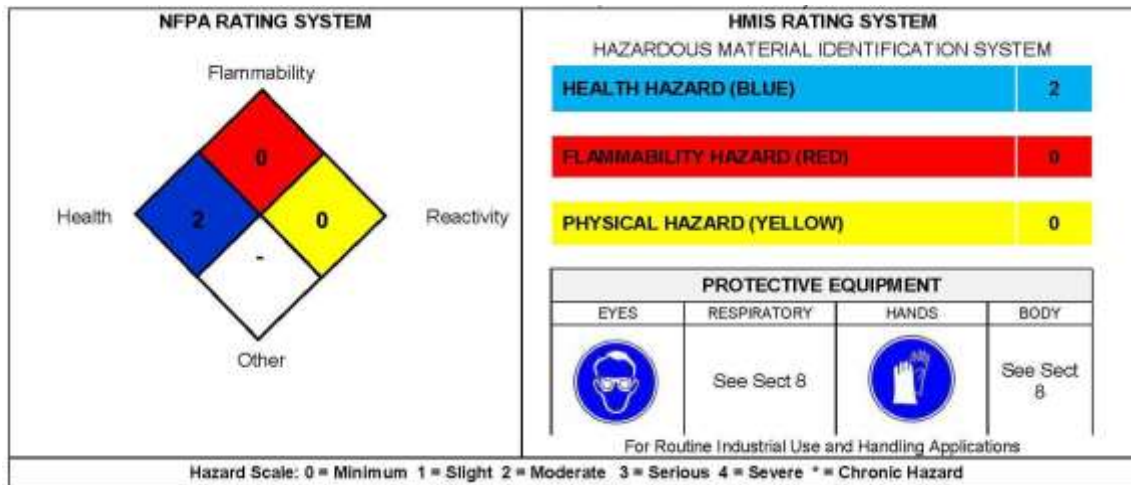 NFPA RATING SYSTEM
Flammability
0
Health
2
0
Reactivity
-
Other
HMIS RATING SYSTEM
HAZARDOUS MATERIAL IDENTIFICATION SYSTEM
HEALTH HAZARD (BLUE) 2
FLAMMABILITY HAZARD (RED) 0
PHYSICAL HAZARD (YELLOW) 0
PROTECTIVE EQUIPMENT
EYES RESPIRATORY HANDS BODY
See Sect 8
See Sect
8
For Routine Industrial Use and Handling Applications
Hazard Scale: 0 = Minimum 1 = Slight 2 = Moderate 3 = Serious 4 = Severe * = Chronic Hazard